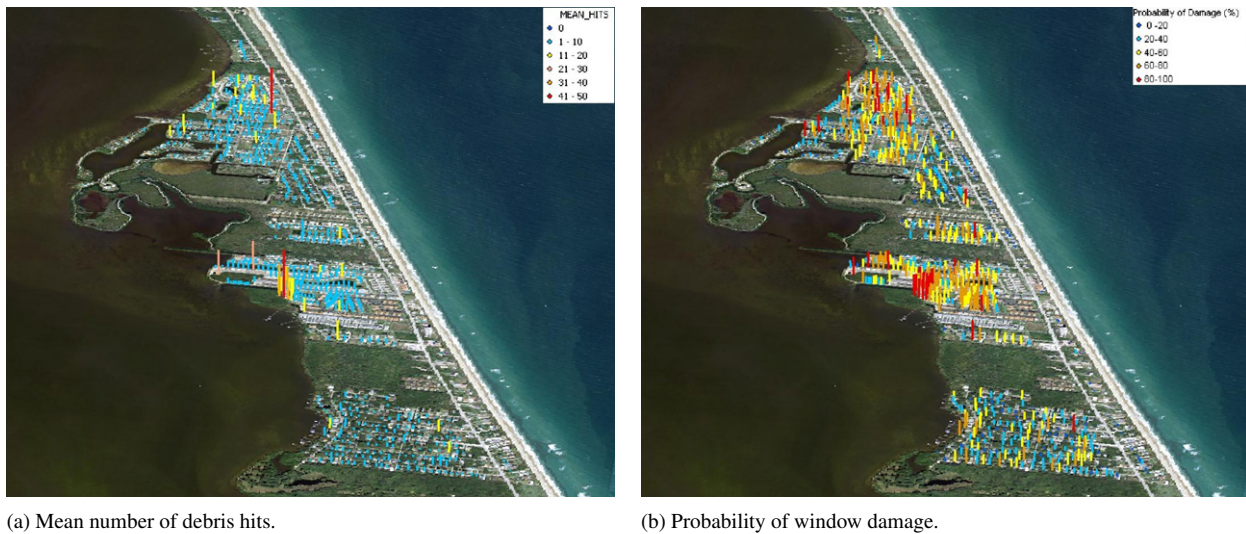 MEAN_HITS
0
1 - 10
11 - 20
21 - 30
31 - 40
41 - 50
Probability of Damage (%)
0 -20
20-40
40-60
60-80
80-100
(a) Mean number of debris hits.
(b) Probability of window damage.